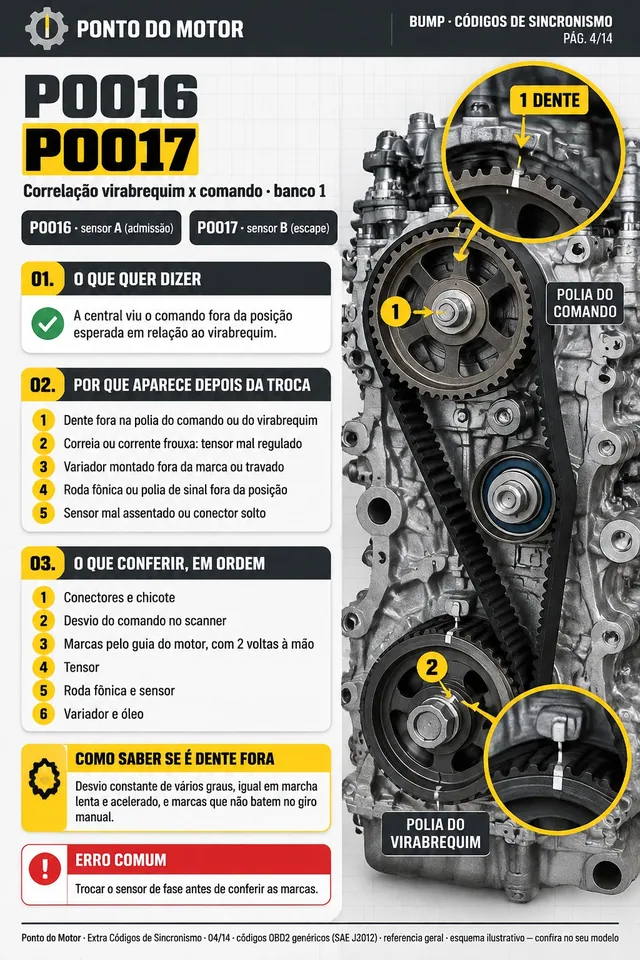 PONTO DO MOTOR
BUMP · CÓDIGOS DE SINCRONISMO
PÁG. 4/14
P0016
P0017
Correlação virabrequim x comando · banco 1
P0016 · sensor A (admissão)
P0017 · sensor B (escape)
01. O QUE QUER DIZER
A central viu o comando fora da posição
esperada em relação ao virabrequim.
02. POR QUE APARECE DEPOIS DA TROCA
1 Dente fora na polia do comando ou do virabrequim
2 Correia ou corrente frouxa: tensor mal regulado
3 Variador montado fora da marca ou travado
4 Roda fônica ou polia de sinal fora da posição
5 Sensor mal assentado ou conector solto
03. O QUE CONFERIR, EM ORDEM
1 Conectores e chicote
2 Desvio do comando no scanner
3 Marcas pelo guia do motor, com 2 voltas à mão
4 Tensor
5 Roda fônica e sensor
6 Variador e óleo
COMO SABER SE É DENTE FORA
Desvio constante de vários graus, igual em marcha
lenta e acelerado, e marcas que não batem no giro
manual.
! ERRO COMUM
Trocar o sensor de fase antes de conferir as marcas.
1 DENTE
1
POLIA DO
COMANDO
2
POLIA DO
VIRABREQUIM
Ponto do Motor · Extra Códigos de Sincronismo · 04/14 · códigos OBD2 genéricos (SAE J2012) · referencia geral · esquema ilustrativo — confira no seu modelo